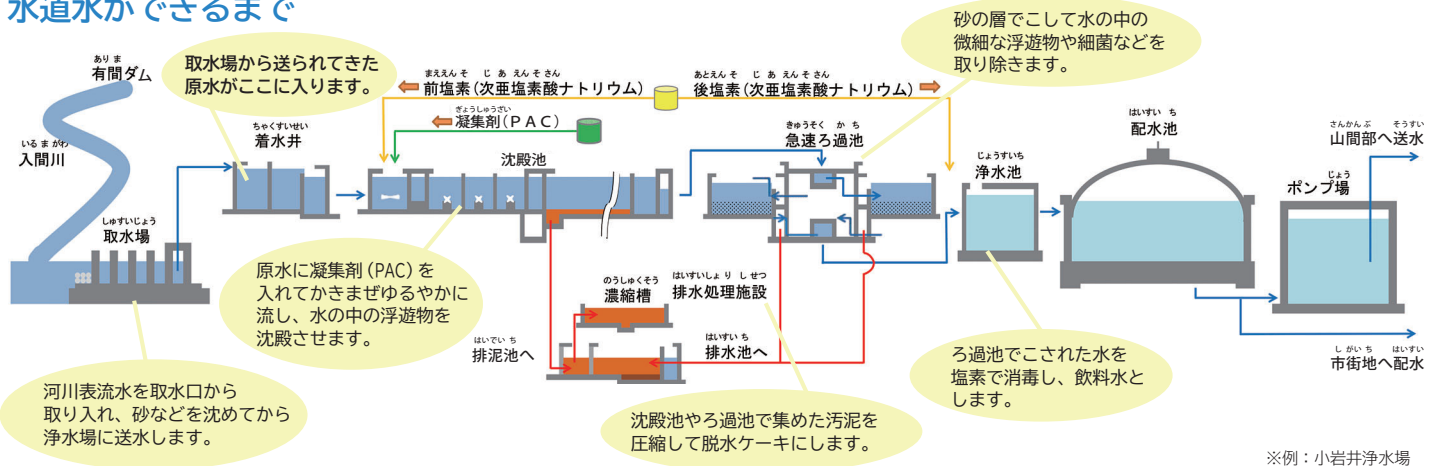 水道水ができるまで
ありま
有間ダム
いるまがわ
入間川
しゅすいじょう
取水場
河川表流水を取水口から
取り入れ、砂などを沈めてから
浄水場に送水します。
取水場から送られてきた
原水がここに入ります。
ちゃくすいせい
着水井
まええんそ じあえんそさん
前塩素(次亜塩素酸ナトリウム)
ぎょうしゅうざい
凝集剤(PAC)
沈殿池
原水に凝集剤(PAC)を
入れてかきまぜゆるやかに
流し、水の中の浮遊物を
沈殿させます。
あとえんそ じあえんそさん
後塩素(次亜塩素酸ナトリウム)
砂の層でこして水の中の
微細な浮遊物や細菌などを
取り除きます。
きゅうそく かち
急速ろ過池
のうしゅくそう
濃縮槽
はいすいしょりしせつ
排水処理施設
はいでいち
排泥池へ
はいすいち
排水池へ
沈殿池やろ過池で集めた汚泥を
圧縮して脱水ケーキにします。
じょうすいち
浄水池
ろ過池でこされた水を
塩素で消毒し、飲料水と
します。
はいすいち
配水池
さんかんぶ そうすい
山間部へ送水
じょう
ポンプ場
しがいち はいすい
市街地へ配水
※例：小岩井浄水場